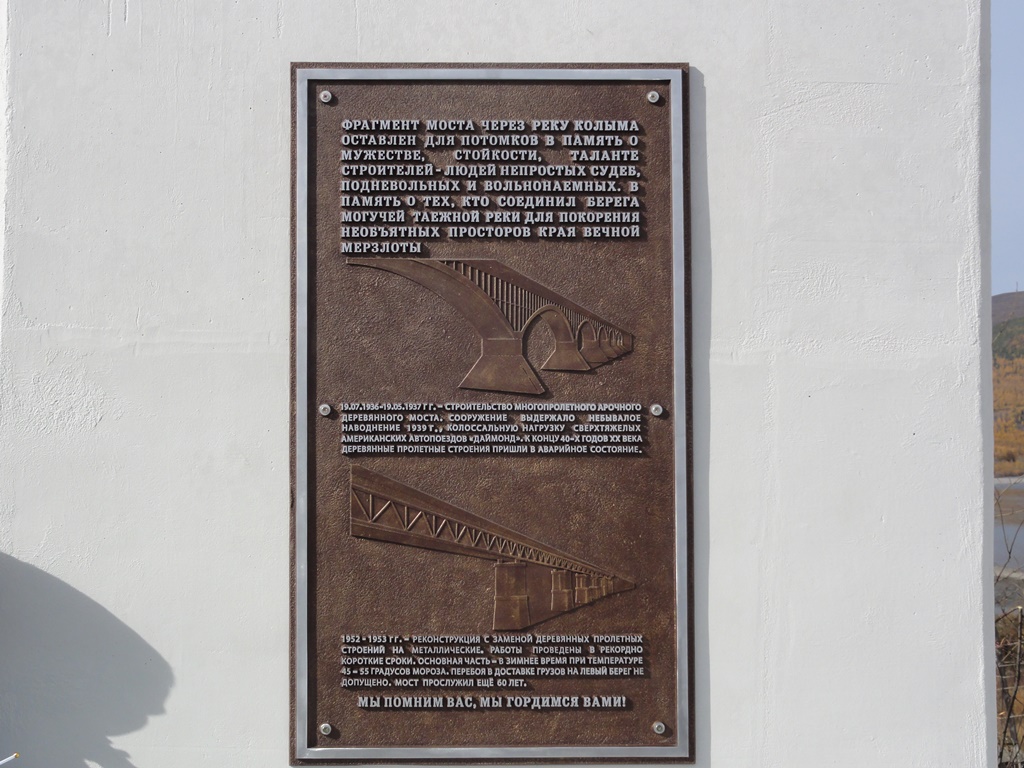 ФРАГМЕНТ МОСТА ЧЕРЕЗ РЕКУ КОЛЫМА
ОСТАВЛЕН ДЛЯ ПОТОМКОВ В ПАМЯТЬ О
МУЖЕСТВЕ, СТОЙКОСТИ, ТАЛАНТЕ
СТРОИТЕЛЕЙ - ЛЮДЕЙ НЕПРОСТЫХ СУДЕБ,
ПОДНЕВОЛЬНЫХ И ВОЛЬНОНАЕМНЫХ. В
ПАМЯТЬ О ТЕХ, КТО СОЕДИНИЛ БЕРЕГА
МОГУЧЕЙ ТАЕЖНОЙ РЕКИ ДЛЯ ПОКОРЕНИЯ
НЕОБЪЯТНЫХ ПРОСТОРОВ КРАЯ ВЕЧНОЙ
МЕРЗЛОТЫ
19.07.1936-19.05.1937 Г Г. – СТРОИТЕЛЬСТВО МНОГОПРОЛЕТНОГО АРОЧНОГО
ДЕРЕВЯННОГО МОСТА. СООРУЖЕНИЕ ВЫДЕРЖАЛО НЕБЫВАЛОЕ
НАВОДНЕНИЕ 1939 Г., КОЛОССАЛЬНУЮ НАГРУЗКУ СВЕРХТЯЖЕЛЫХ
АМЕРИКАНСКИХ АВТОПОЕЗДОВ «ДАЙМОНД». К КОНЦУ 40-Х ГОДОВ XX ВЕКА
ДЕРЕВЯННЫЕ ПРОЛЕТНЫЕ СТРОЕНИЯ ПРИШЛИ В АВАРИЙНОЕ СОСТОЯНИЕ.
1952 - 1953 Г Г. – РЕКОНСТРУКЦИЯ С ЗАМЕНОЙ ДЕРЕВЯННЫХ ПРОЛЕТНЫХ
СТРОЕНИЙ НА МЕТАЛЛИЧЕСКИЕ. РАБОТЫ ПРОВЕДЕНЫ В РЕКОРДНО
КОРОТКИЕ СРОКИ. ОСНОВНАЯ ЧАСТЬ – В ЗИМНЕЕ ВРЕМЯ ПРИ ТЕМПЕРАТУРЕ
45 – 55 ГРАДУСОВ МОРОЗА. ПЕРЕБОЯ В ДОСТАВКЕ ГРУЗОВ НА ЛЕВЫЙ БЕРЕГ НЕ
ДОПУЩЕНО. МОСТ ПРОСЛУЖИЛ ЕЩЁ 60 ЛЕТ.
МЫ ПОМНИМ ВАС, МЫ ГОРДИМСЯ ВАМИ!